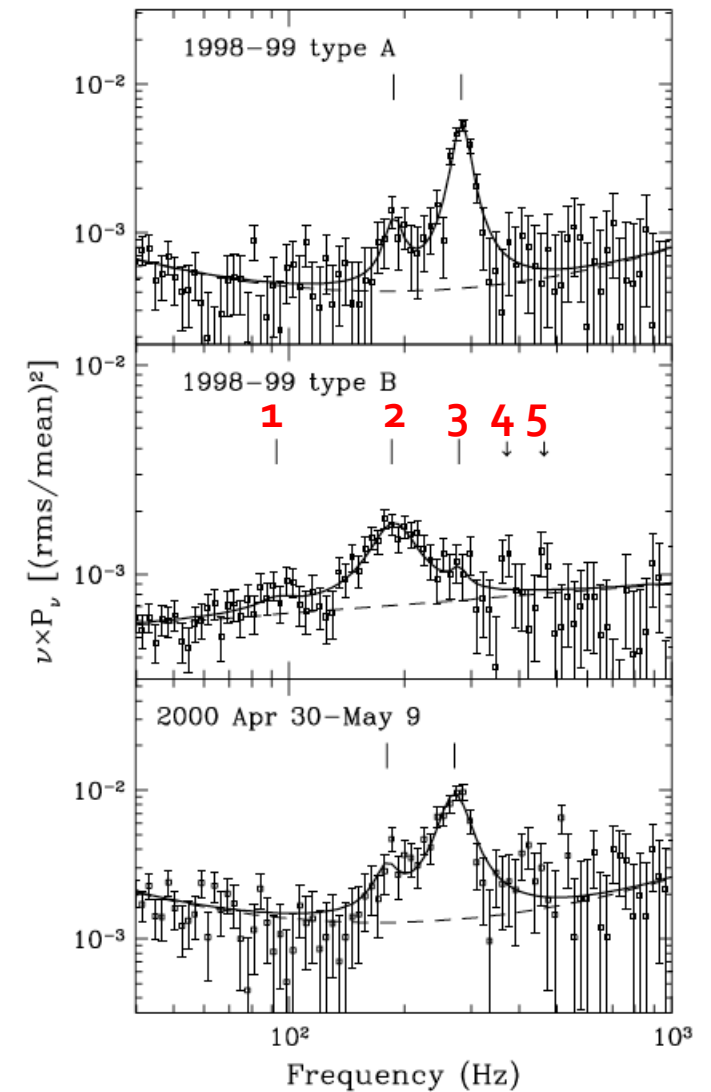 1998−99 type A
10⁻²
10⁻³
10⁻²
1998−99 type B
1 2 3 4 5
ν×Pᵥ [(rms/mean)²]
10⁻³
2000 Apr 30−May 9
10⁻²
10⁻³
10² 10³
Frequency (Hz)